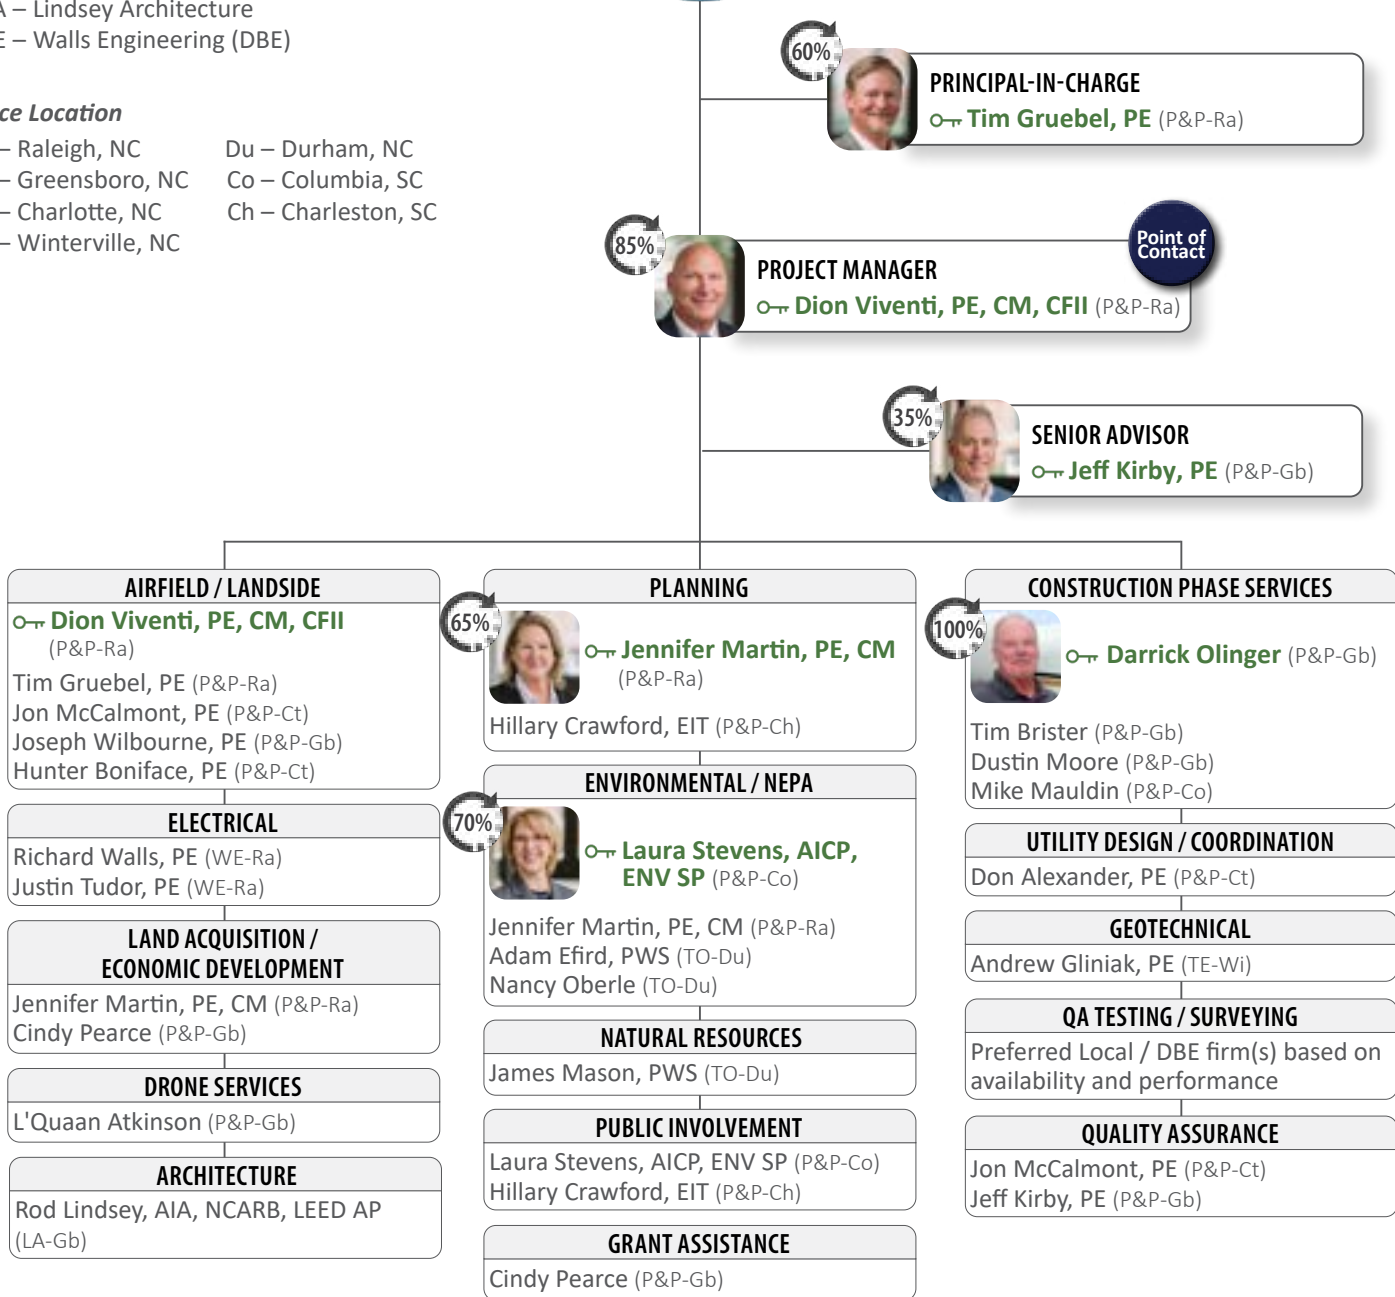 – Lindsey Architecture
– Walls Engineering (DBE)
Location
– Raleigh, NC
Du – Durham, NC
– Greensboro, NC
Co – Columbia, SC
– Charlotte, NC
Ch – Charleston, SC
– Winterville, NC
60%
PRINCIPAL-IN-CHARGE
Tim Gruebel, PE (P&P-Ra)
85%
Point of
Contact
PROJECT MANAGER
Dion Viventi, PE, CM, CFII (P&P-Ra)
35%
SENIOR ADVISOR
Jeff Kirby, PE (P&P-Gb)
AIRFIELD / LANDSIDE
Dion Viventi, PE, CM, CFII
(P&P-Ra)
Tim Gruebel, PE (P&P-Ra)
Jon McCalmont, PE (P&P-Ct)
Joseph Wilbourne, PE (P&P-Gb)
Hunter Boniface, PE (P&P-Ct)
ELECTRICAL
Richard Walls, PE (WE-Ra)
Justin Tudor, PE (WE-Ra)
LAND ACQUISITION /
ECONOMIC DEVELOPMENT
Jennifer Martin, PE, CM (P&P-Ra)
Cindy Pearce (P&P-Gb)
DRONE SERVICES
L'Quaan Atkinson (P&P-Gb)
ARCHITECTURE
Rod Lindsey, AIA, NCARB, LEED AP
(LA-Gb)
PLANNING
65%
Jennifer Martin, PE, CM
(P&P-Ra)
Hillary Crawford, EIT (P&P-Ch)
ENVIRONMENTAL / NEPA
70%
Laura Stevens, AICP,
ENV SP (P&P-Co)
Jennifer Martin, PE, CM (P&P-Ra)
Adam Efird, PWS (TO-Du)
Nancy Oberle (TO-Du)
NATURAL RESOURCES
James Mason, PWS (TO-Du)
PUBLIC INVOLVEMENT
Laura Stevens, AICP, ENV SP (P&P-Co)
Hillary Crawford, EIT (P&P-Ch)
GRANT ASSISTANCE
Cindy Pearce (P&P-Gb)
CONSTRUCTION PHASE SERVICES
100%
Darrick Olinger (P&P-Gb)
Tim Brister (P&P-Gb)
Dustin Moore (P&P-Gb)
Mike Mauldin (P&P-Co)
UTILITY DESIGN / COORDINATION
Don Alexander, PE (P&P-Ct)
GEOTECHNICAL
Andrew Gliniak, PE (TE-Wi)
QA TESTING / SURVEYING
Preferred Local / DBE firm(s) based on
availability and performance
QUALITY ASSURANCE
Jon McCalmont, PE (P&P-Ct)
Jeff Kirby, PE (P&P-Gb)